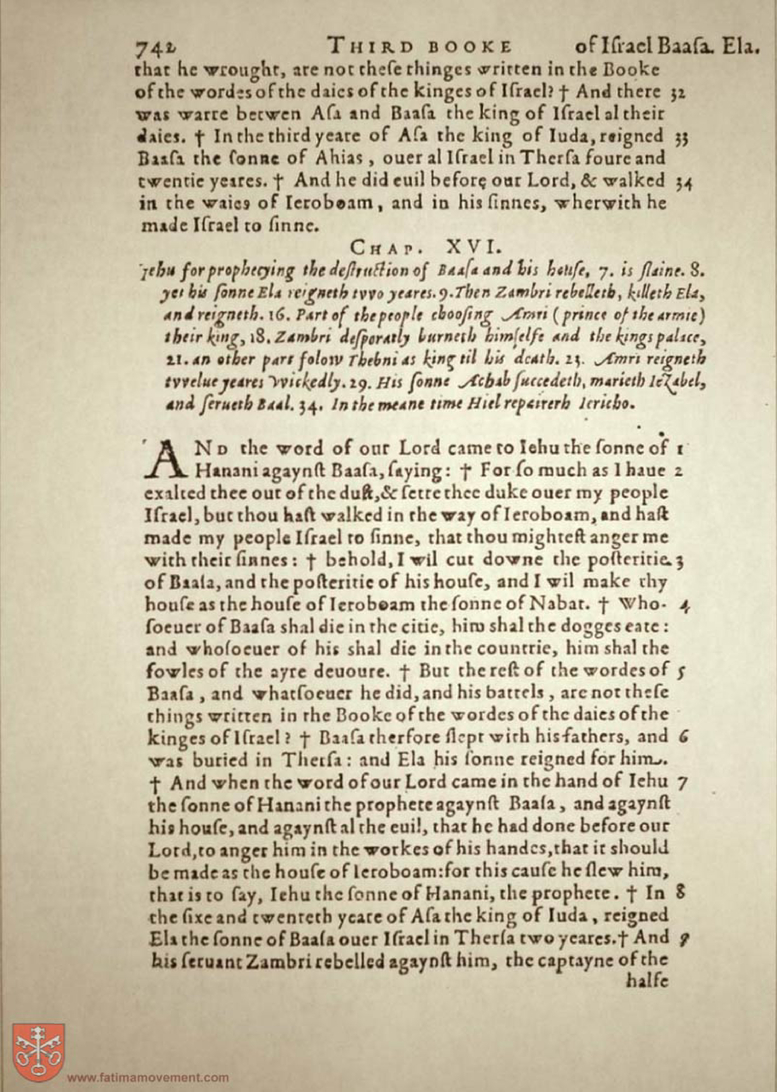 742 THIRD BOOKE of Iſrael Baaſa. Ela.
that he wrought, are not theſe thinges written in the Booke
of the wordes of the daies of the kinges of Iſrael? † And there 32
was warre betwen Aſa and Baaſa the king of Iſrael al their
daies. † In the third yeare of Aſa the king of Iuda, reigned 33
Baaſa the ſonne of Ahias, ouer al Iſrael in Therſa foure and
twentie yeares. † And he did euil before our Lord, & walked 34
in the waies of Ieroboam, and in his ſinnes, wherwith he
made Iſrael to ſinne.
CHAP. XVI.
Jehu for prophecying the deſtruction of Baaſa and his houſe, 7. is ſlaine. 8.
yet his ſonne Ela reigneth tvvo yeares. 9. Then Zambri rebelleth, killeth Ela,
and reigneth. 16. Part of the people chooſing Amri (prince of the armie)
their king, 18. Zambri deſperatly burneth himſelfe and the kings palace,
21. an other part folow Thebni as king til his death. 23. Amri reigneth
tvvelue yeares vvickedly. 29. His ſonne Achab ſuccedeth, marieth Iezabel,
and ſerueth Baal. 34. In the meane time Hiel repaireth Iericho.
AND the word of our Lord came to Iehu the ſonne of 1
Hanani agaynſt Baaſa, ſaying: † For ſo much as I haue 2
exalted thee out of the duſt, & ſette thee duke ouer my people
Iſrael, but thou haſt walked in the way of Ieroboam, and haſt
made my people Iſrael to ſinne, that thou mighteſt anger me
with their ſinnes: † behold, I wil cut downe the poſteritie 3
of Baaſa, and the poſteritie of his houſe, and I wil make thy
houſe as the houſe of Ieroboam the ſonne of Nabat. † Who- 4
ſoeuer of Baaſa shal die in the citie, him shal the dogges eate:
and whoſoeuer of his shal die in the countrie, him shal the
fowles of the ayre deuoure. † But the reſt of the wordes of 5
Baaſa, and whatſoeuer he did, and his battels, are not theſe
things written in the Booke of the wordes of the daies of the
kinges of Iſrael? † Baaſa therfore ſlept with his fathers, and 6
was buried in Therſa: and Ela his ſonne reigned for him.
† And when the word of our Lord came in the hand of Iehu 7
the ſonne of Hanani the prophete agaynſt Baaſa, and agaynſt
his houſe, and agaynſt al the euil, that he had done before our
Lord, to anger him in the workes of his handes, that it should
be made as the houſe of Ieroboam: for this cauſe he ſlew him,
that is to ſay, Iehu the ſonne of Hanani, the prophete. † In 8
the ſixe and twenteth yeare of Aſa the king of Iuda, reigned
Ela the ſonne of Baaſa ouer Iſrael in Therſa two yeares. † And 9
his ſeruant Zambri rebelled agaynſt him, the captayne of the
halfe
www.fatimamovement.com